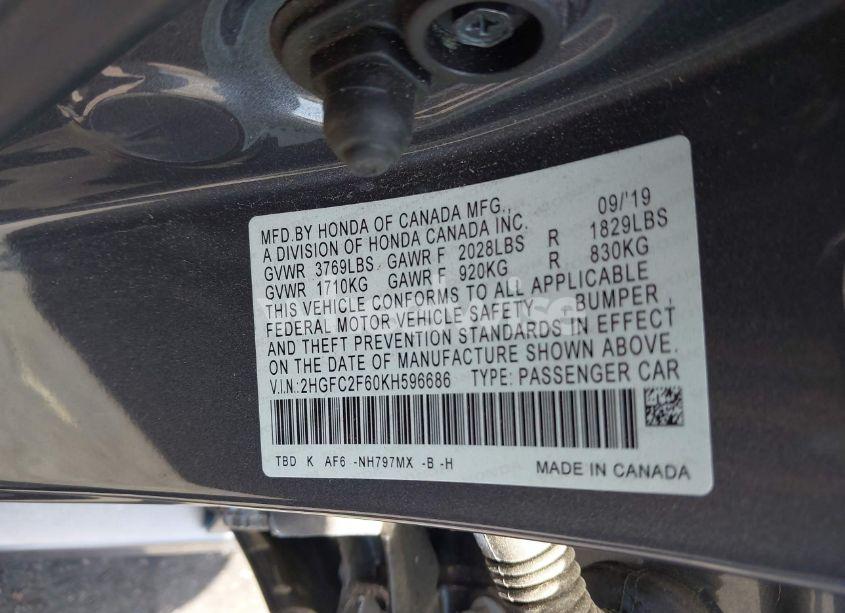 MFD.BY HONDA OF CANADA MFG., 09/'19
A DIVISION OF HONDA CANADA INC.
GVWR 3769LBS GAWR F 2028LBS R 1829LBS
GVWR 1710KG GAWR F 920KG R 830KG
THIS VEHICLE CONFORMS TO ALL APPLICABLE
FEDERAL MOTOR VEHICLE SAFETY, BUMPER,
AND THEFT PREVENTION STANDARDS IN EFFECT
ON THE DATE OF MANUFACTURE SHOWN ABOVE.
V.I.N.:2HGFC2F60KH596686 TYPE: PASSENGER CAR
TBD K AF6 -NH797MX -B -H MADE IN CANADA